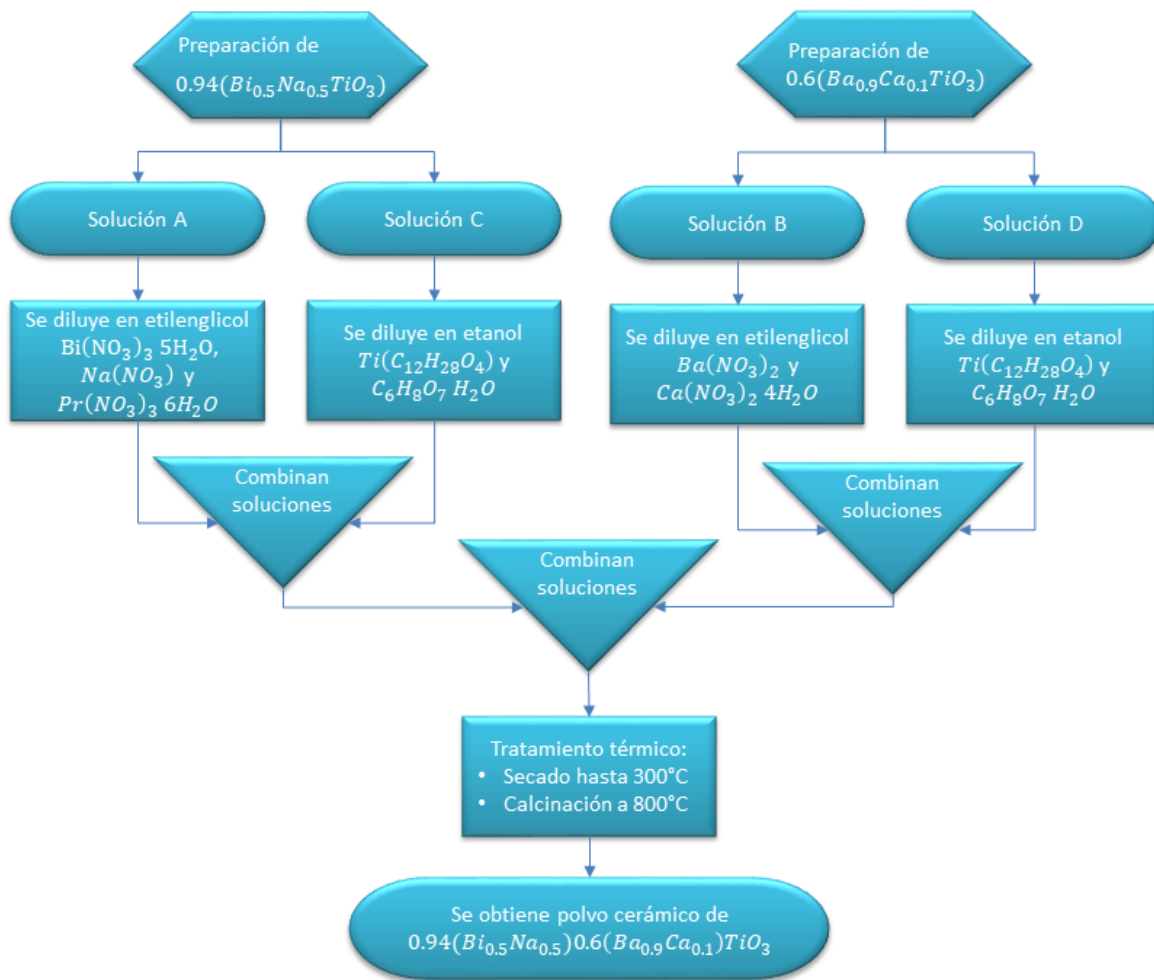 Preparación de
0.94(Bi₀.₅Na₀.₅TiO₃)
Preparación de
0.6(Ba₀.₉Ca₀.₁TiO₃)
Solución A
Solución C
Solución B
Solución D
Se diluye en etilenglicol
Bi(NO₃)₃ 5H₂O,
Na(NO₃) y
Pr(NO₃)₃ 6H₂O
Se diluye en etanol
Ti(C₁₂H₂₈O₄) y
C₆H₈O₇ H₂O
Se diluye en etilenglicol
Ba(NO₃)₂ y
Ca(NO₃)₂ 4H₂O
Se diluye en etanol
Ti(C₁₂H₂₈O₄) y
C₆H₈O₇ H₂O
Combinan
soluciones
Combinan
soluciones
Combinan
soluciones
Tratamiento térmico:
• Secado hasta 300°C
• Calcinación a 800°C
Se obtiene polvo cerámico de
0.94(Bi₀.₅Na₀.₅)0.6(Ba₀.₉Ca₀.₁)TiO₃